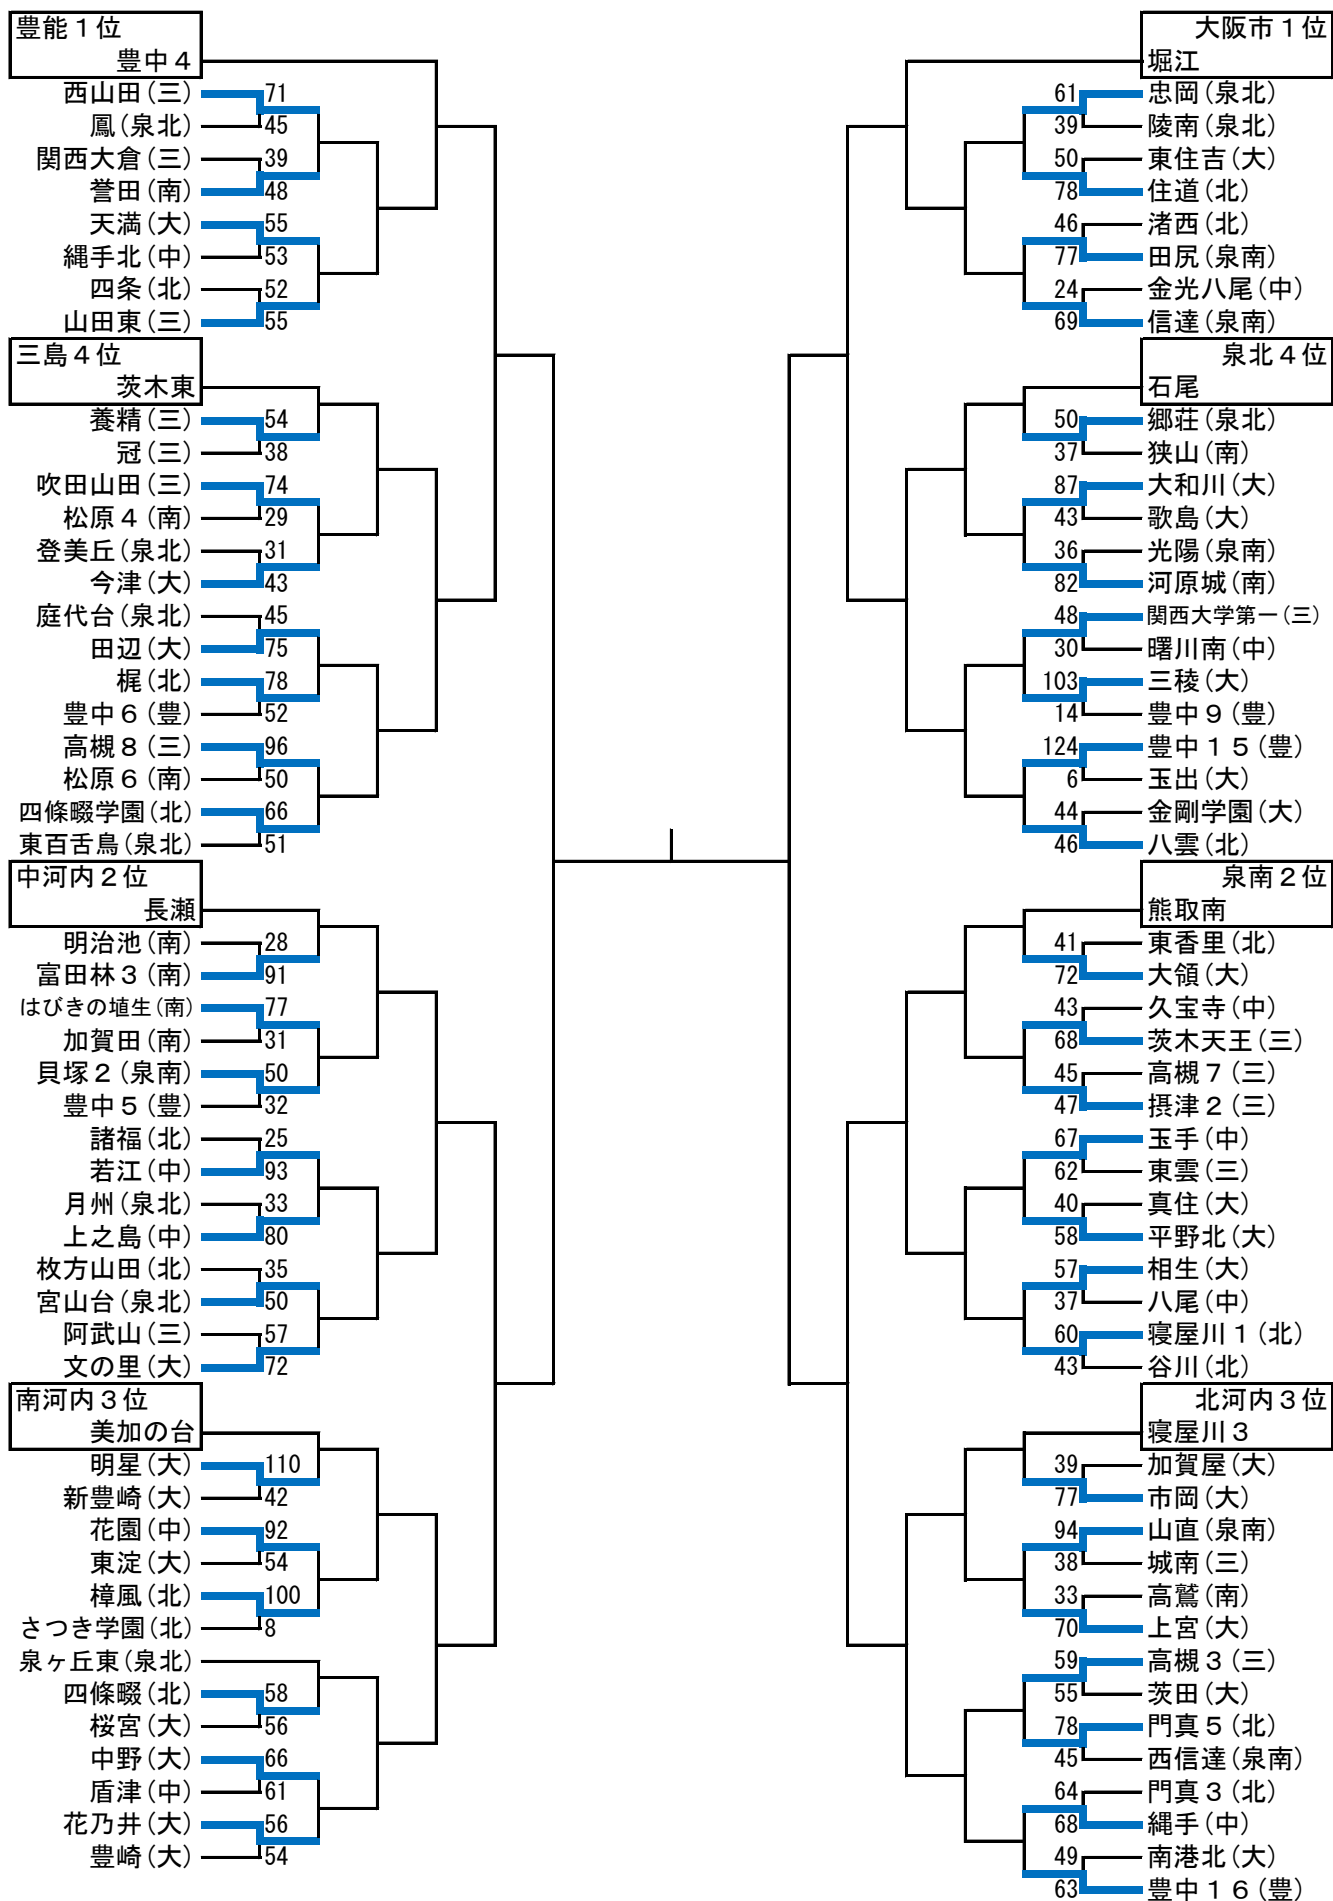 豊能１位
豊中４
西山田(三) 71
鳳(泉北) 45
関西大倉(三) 39
誉田(南) 48
天満(大) 55
縄手北(中) 53
四条(北) 52
山田東(三) 55
三島４位
茨木東
養精(三) 54
冠(三) 38
吹田山田(三) 74
松原４(南) 29
登美丘(泉北) 31
今津(大) 43
庭代台(泉北) 45
田辺(大) 75
梶(北) 78
豊中６(豊) 52
高槻８(三) 96
松原６(南) 50
四條畷学園(北) 66
東百舌鳥(泉北) 51
中河内２位
長瀬
明治池(南) 28
富田林３(南) 91
はびきの埴生(南) 77
加賀田(南) 31
貝塚２(泉南) 50
豊中５(豊) 32
諸福(北) 25
若江(中) 93
月州(泉北) 33
上之島(中) 80
枚方山田(北) 35
宮山台(泉北) 50
阿武山(三) 57
文の里(大) 72
南河内３位
美加の台
明星(大) 110
新豊崎(大) 42
花園(中) 92
東淀(大) 54
樟風(北) 100
さつき学園(北) 8
泉ヶ丘東(泉北)
四條畷(北) 58
桜宮(大) 56
中野(大) 66
盾津(中) 61
花乃井(大) 56
豊崎(大) 54
大阪市１位
堀江
61 忠岡(泉北)
39 陵南(泉北)
50 東住吉(大)
78 住道(北)
46 渚西(北)
77 田尻(泉南)
24 金光八尾(中)
69 信達(泉南)
泉北４位
石尾
50 郷荘(泉北)
37 狭山(南)
87 大和川(大)
43 歌島(大)
36 光陽(泉南)
82 河原城(南)
48 関西大学第一(三)
30 曙川南(中)
103 三稜(大)
14 豊中９(豊)
124 豊中１５(豊)
6 玉出(大)
44 金剛学園(大)
46 八雲(北)
泉南２位
熊取南
41 東香里(北)
72 大領(大)
43 久宝寺(中)
68 茨木天王(三)
45 高槻７(三)
47 摂津２(三)
67 玉手(中)
62 東雲(三)
40 真住(大)
58 平野北(大)
57 相生(大)
37 八尾(中)
60 寝屋川１(北)
43 谷川(北)
北河内３位
寝屋川３
39 加賀屋(大)
77 市岡(大)
94 山直(泉南)
38 城南(三)
33 高鷲(南)
70 上宮(大)
59 高槻３(三)
55 茨田(大)
78 門真５(北)
45 西信達(泉南)
64 門真３(北)
68 縄手(中)
49 南港北(大)
63 豊中１６(豊)